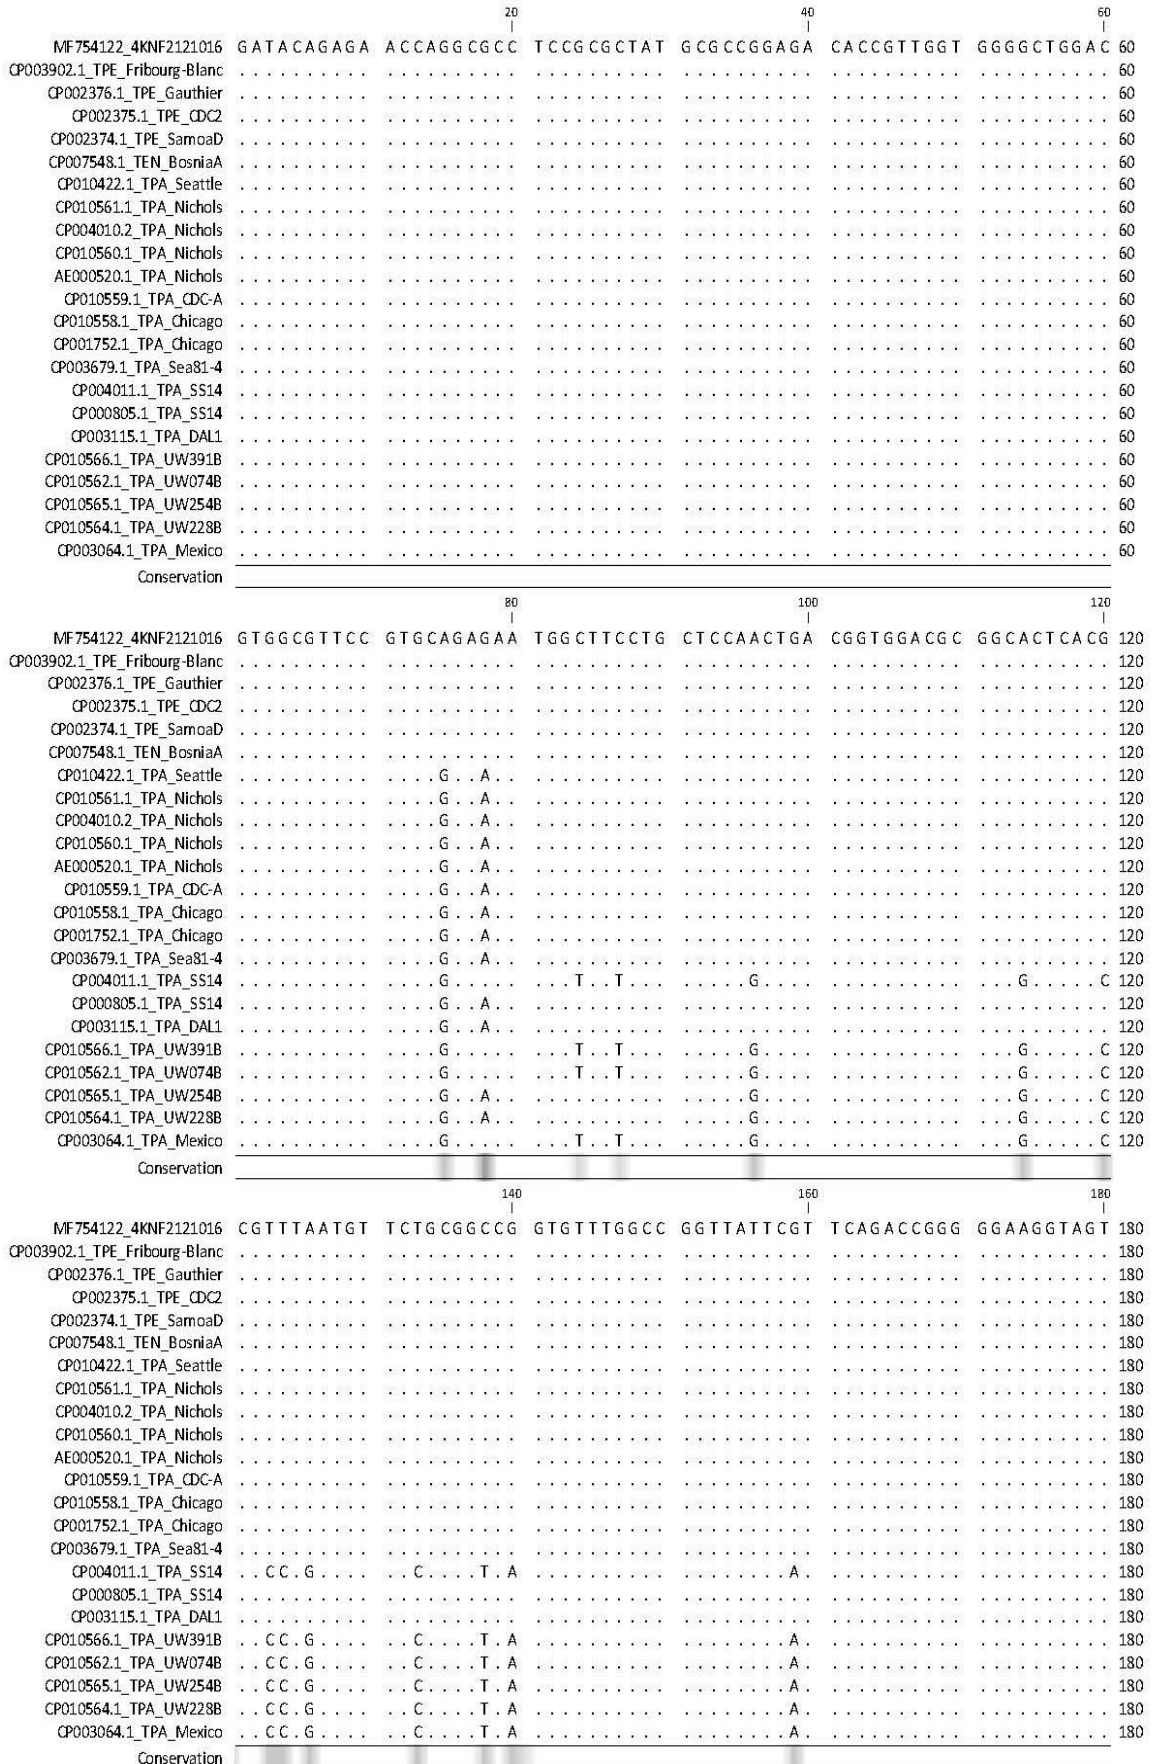 20 40 60
MF754122_4KNF2121016 GATACAGAGA ACCAGGCGCC TCCGCGCTAT GCGCCGGAGA CACCGTTGGT GGGGCTGGAC 60
CP003902.1_TPE_Fribourg-Blanc .......... .......... .......... .......... .......... .......... 60
CP002376.1_TPE_Gauthier .......... .......... .......... .......... .......... .......... 60
CP002375.1_TPE_CDC2 .......... .......... .......... .......... .......... .......... 60
CP002374.1_TPE_SamoaD .......... .......... .......... .......... .......... .......... 60
CP007548.1_TEN_BosniaA .......... .......... .......... .......... .......... .......... 60
CP010422.1_TPA_Seattle .......... .......... .......... .......... .......... .......... 60
CP010561.1_TPA_Nichols .......... .......... .......... .......... .......... .......... 60
CP004010.2_TPA_Nichols .......... .......... .......... .......... .......... .......... 60
CP010560.1_TPA_Nichols .......... .......... .......... .......... .......... .......... 60
AE000520.1_TPA_Nichols .......... .......... .......... .......... .......... .......... 60
CP010559.1_TPA_CDC-A .......... .......... .......... .......... .......... .......... 60
CP010558.1_TPA_Chicago .......... .......... .......... .......... .......... .......... 60
CP001752.1_TPA_Chicago .......... .......... .......... .......... .......... .......... 60
CP003679.1_TPA_Sea81-4 .......... .......... .......... .......... .......... .......... 60
CP004011.1_TPA_SS14 .......... .......... .......... .......... .......... .......... 60
CP000805.1_TPA_SS14 .......... .......... .......... .......... .......... .......... 60
CP003115.1_TPA_DAL1 .......... .......... .......... .......... .......... .......... 60
CP010566.1_TPA_UW391B .......... .......... .......... .......... .......... .......... 60
CP010562.1_TPA_UW074B .......... .......... .......... .......... .......... .......... 60
CP010565.1_TPA_UW254B .......... .......... .......... .......... .......... .......... 60
CP010564.1_TPA_UW228B .......... .......... .......... .......... .......... .......... 60
CP003064.1_TPA_Mexico .......... .......... .......... .......... .......... .......... 60
Conservation
80 100 120
MF754122_4KNF2121016 GTGGCGTTCC GTGCAGAGAA TGGCTTCCTG CTCCAACTGA CGGTGGACGC GGCACTCACG 120
CP003902.1_TPE_Fribourg-Blanc .......... .......... .......... .......... .......... .......... 120
CP002376.1_TPE_Gauthier .......... .......... .......... .......... .......... .......... 120
CP002375.1_TPE_CDC2 .......... .......... .......... .......... .......... .......... 120
CP002374.1_TPE_SamoaD .......... .......... .......... .......... .......... .......... 120
CP007548.1_TEN_BosniaA .......... .......... .......... .......... .......... .......... 120
CP010422.1_TPA_Seattle .......... ....G..A.. .......... .......... .......... .......... 120
CP010561.1_TPA_Nichols .......... ....G..A.. .......... .......... .......... .......... 120
CP004010.2_TPA_Nichols .......... ....G..A.. .......... .......... .......... .......... 120
CP010560.1_TPA_Nichols .......... ....G..A.. .......... .......... .......... .......... 120
AE000520.1_TPA_Nichols .......... ....G..A.. .......... .......... .......... .......... 120
CP010559.1_TPA_CDC-A .......... ....G..A.. .......... .......... .......... .......... 120
CP010558.1_TPA_Chicago .......... ....G..A.. .......... .......... .......... .......... 120
CP001752.1_TPA_Chicago .......... ....G..A.. .......... .......... .......... .......... 120
CP003679.1_TPA_Sea81-4 .......... ....G..A.. .......... .......... .......... .......... 120
CP004011.1_TPA_SS14 .......... ....G..... ...T..T... .....G.... .......... ...G.....C 120
CP000805.1_TPA_SS14 .......... ....G..A.. .......... .......... .......... .......... 120
CP003115.1_TPA_DAL1 .......... ....G..A.. .......... .......... .......... .......... 120
CP010566.1_TPA_UW391B .......... ....G..... ...T..T... .....G.... .......... ...G.....C 120
CP010562.1_TPA_UW074B .......... ....G..... ...T..T... .....G.... .......... ...G.....C 120
CP010565.1_TPA_UW254B .......... ....G..A.. .......... .....G.... .......... ...G.....C 120
CP010564.1_TPA_UW228B .......... ....G..A.. .......... .....G.... .......... ...G.....C 120
CP003064.1_TPA_Mexico .......... ....G..... ...T..T... .....G.... .......... ...G.....C 120
Conservation
140 160 180
MF754122_4KNF2121016 CGTTTAATGT TCTGCGGCCG GTGTTTGGCC GGTTATTCGT TCAGACCGGG GGAAGGTAGT 180
CP003902.1_TPE_Fribourg-Blanc .......... .......... .......... .......... .......... .......... 180
CP002376.1_TPE_Gauthier .......... .......... .......... .......... .......... .......... 180
CP002375.1_TPE_CDC2 .......... .......... .......... .......... .......... .......... 180
CP002374.1_TPE_SamoaD .......... .......... .......... .......... .......... .......... 180
CP007548.1_TEN_BosniaA .......... .......... .......... .......... .......... .......... 180
CP010422.1_TPA_Seattle .......... .......... .......... .......... .......... .......... 180
CP010561.1_TPA_Nichols .......... .......... .......... .......... .......... .......... 180
CP004010.2_TPA_Nichols .......... .......... .......... .......... .......... .......... 180
CP010560.1_TPA_Nichols .......... .......... .......... .......... .......... .......... 180
AE000520.1_TPA_Nichols .......... .......... .......... .......... .......... .......... 180
CP010559.1_TPA_CDC-A .......... .......... .......... .......... .......... .......... 180
CP010558.1_TPA_Chicago .......... .......... .......... .......... .......... .......... 180
CP001752.1_TPA_Chicago .......... .......... .......... .......... .......... .......... 180
CP003679.1_TPA_Sea81-4 .......... .......... .......... .......... .......... .......... 180
CP004011.1_TPA_SS14 ..CC.G.... ..C....T.A .......... ........A. .......... .......... 180
CP000805.1_TPA_SS14 .......... .......... .......... .......... .......... .......... 180
CP003115.1_TPA_DAL1 .......... .......... .......... .......... .......... .......... 180
CP010566.1_TPA_UW391B ..CC.G.... ..C....T.A .......... ........A. .......... .......... 180
CP010562.1_TPA_UW074B ..CC.G.... ..C....T.A .......... ........A. .......... .......... 180
CP010565.1_TPA_UW254B ..CC.G.... ..C....T.A .......... ........A. .......... .......... 180
CP010564.1_TPA_UW228B ..CC.G.... ..C....T.A .......... ........A. .......... .......... 180
CP003064.1_TPA_Mexico ..CC.G.... ..C....T.A .......... ........A. .......... .......... 180
Conservation